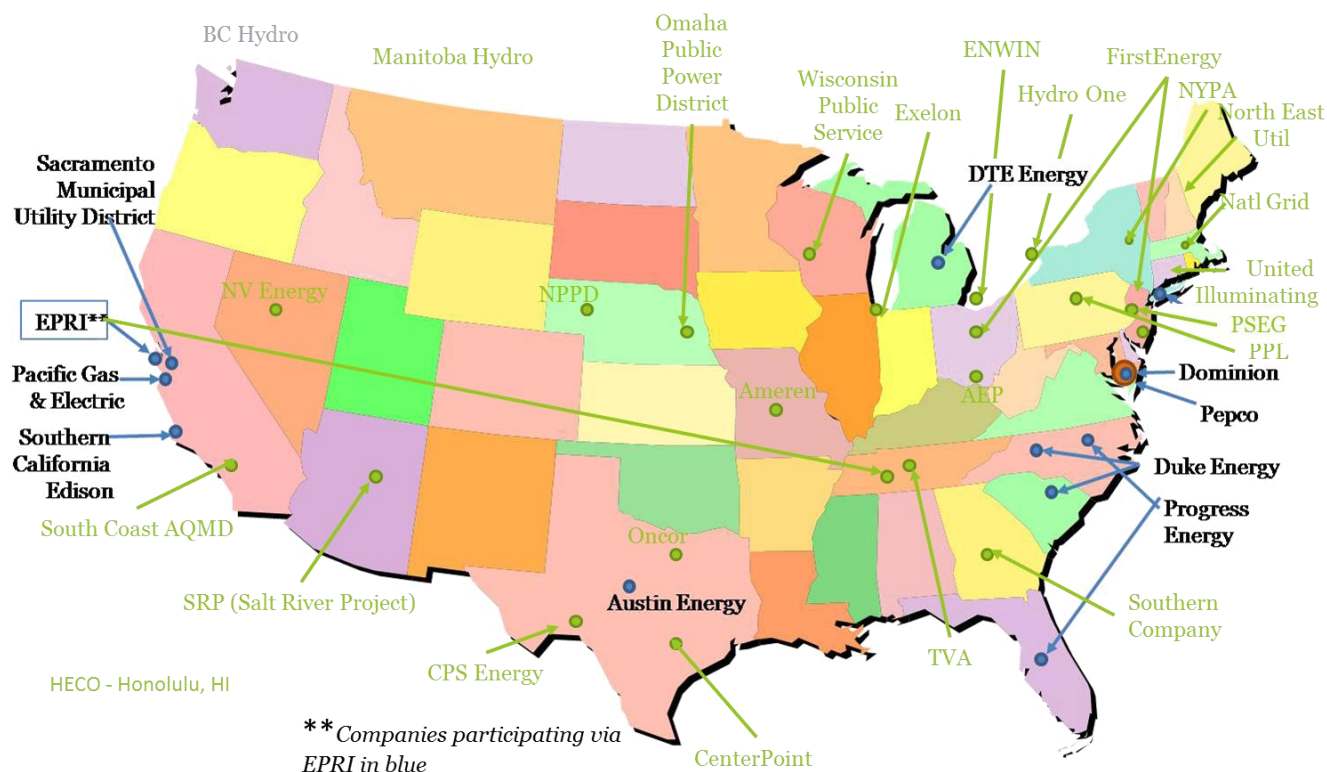 BC Hydro
Manitoba Hydro
Omaha
Public
Power
District
Wisconsin
Public
Service
Exelon
ENWIN
Hydro One
FirstEnergy
NYPA
North East
Util
Natl Grid
United
Illuminating
PSEG
PPL
DTE Energy
Sacramento
Municipal
Utility District
EPRI**
Pacific Gas
& Electric
Southern
California
Edison
South Coast AQMD
NV Energy
NPPD
Ameren
AEP
Dominion
Pepco
Duke Energy
Progress
Energy
Oncor
Austin Energy
SRP (Salt River Project)
CPS Energy
CenterPoint
TVA
Southern
Company
HECO - Honolulu, HI
**Companies participating via
EPRI in blue